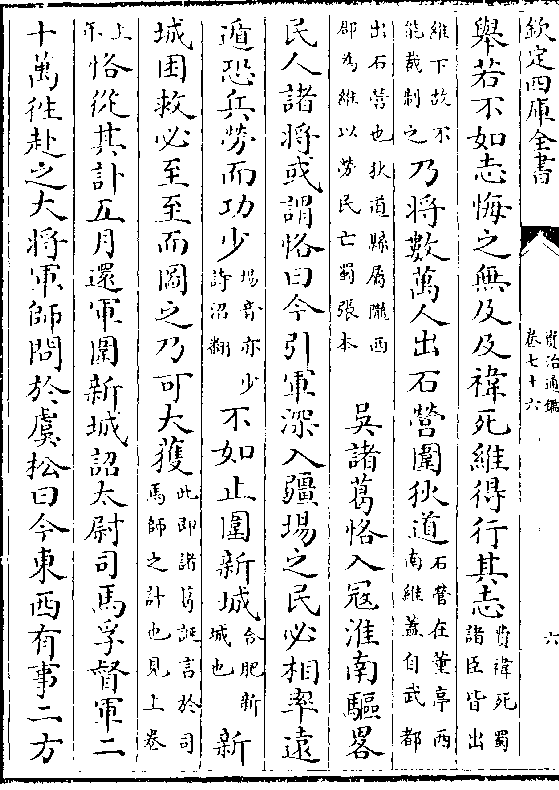 欽定四庫全書
資治通鑑
卷七十六
六
舉若不如志悔之無及及禕死維得行其志費禕死蜀諸臣皆出
維下故不能裁制之乃將數萬人出石營圍狄道石營在董亭西南維蓋自武都
出石營也狄道縣屬隴西郡為維以勞民亡蜀張本 吳諸葛恪入寇淮南驅畧
民人諸將或謂恪曰今引軍深入疆場之民必相率遠
遁恐兵勞而功少場音亦少許沼翻不如止圍新城合肥新城也新
城困救必至至而圖之乃可大獲此即諸葛誕言於司馬師之計也見上卷
上年恪從其計五月還軍圍新城詔太尉司馬孚督軍二
十萬往赴之大將軍師問於虞松曰今東西有事二方